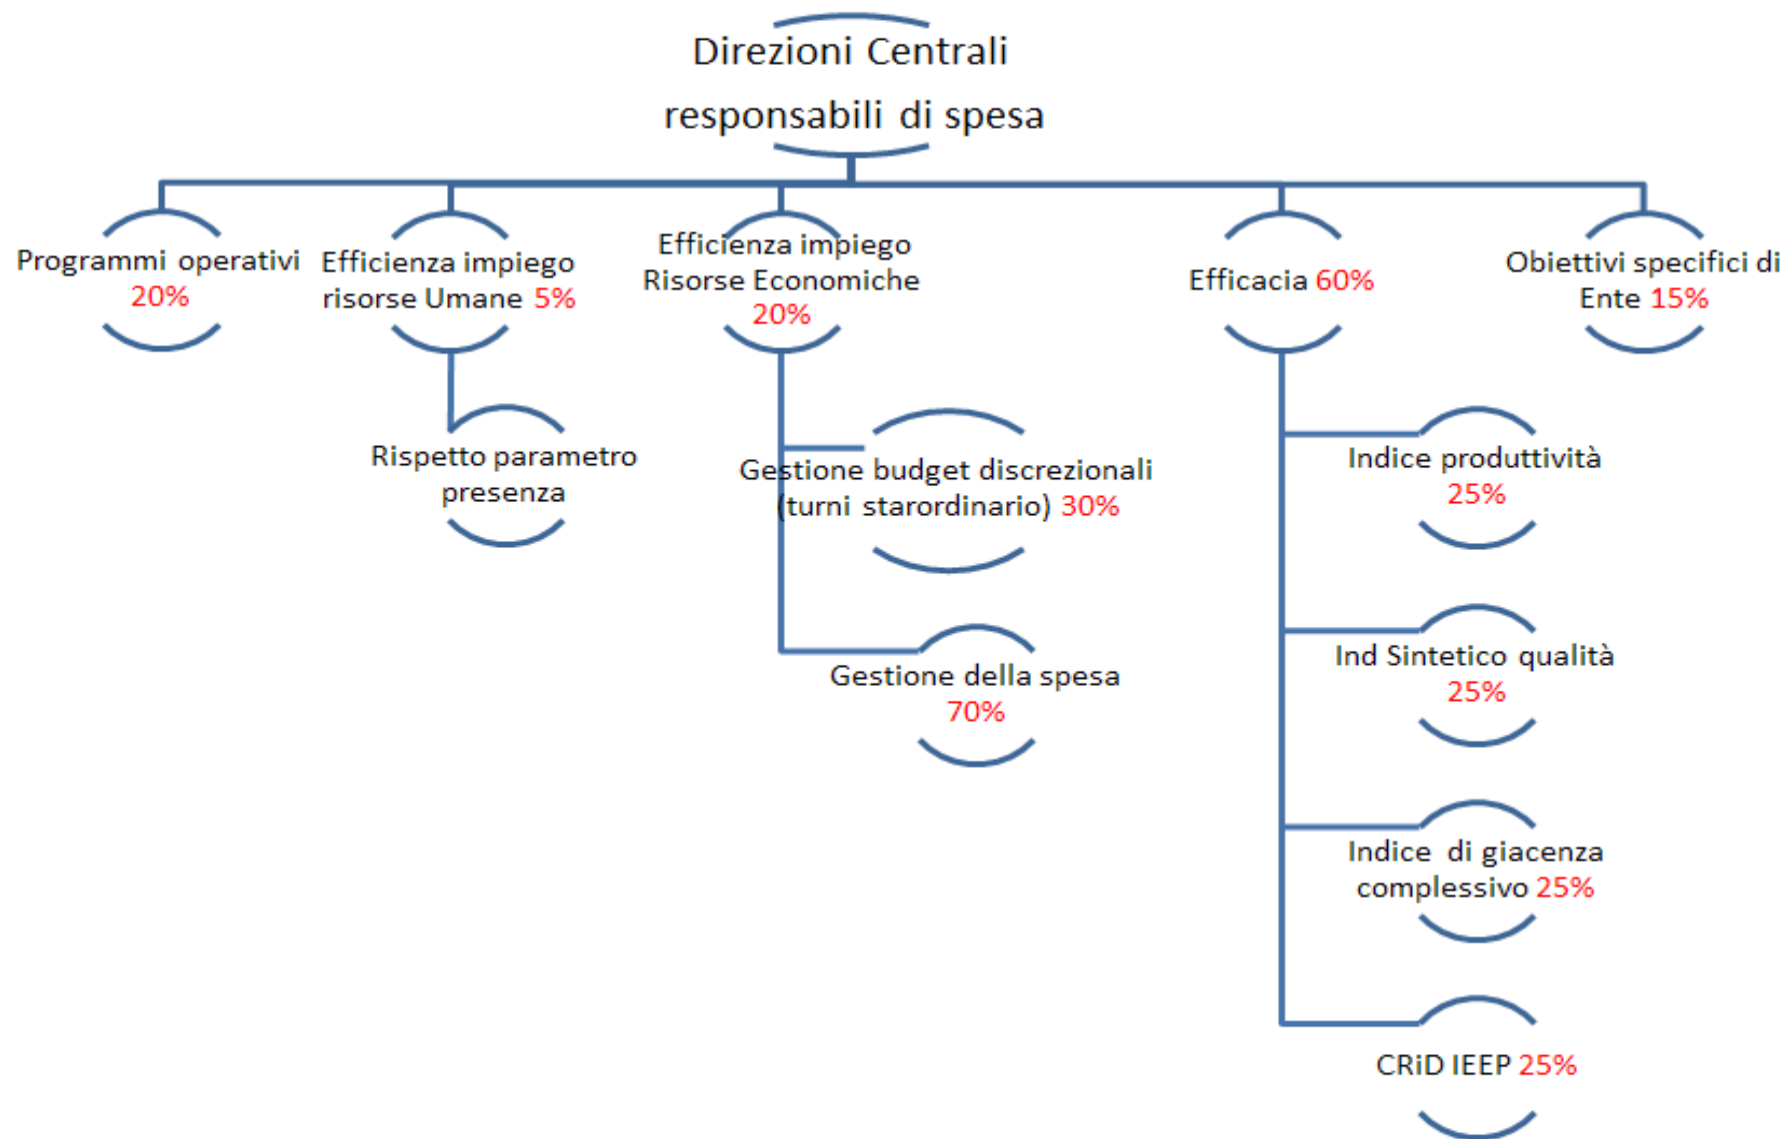 Direzioni Centrali
responsabili di spesa
Programmi operativi
20%
Efficienza impiego
risorse Umane 5%
Efficienza impiego
Risorse Economiche
20%
Efficacia 60%
Obiettivi specifici di
Ente 15%
Rispetto parametro
presenza
Gestione budget discrezionali
(turni starordinario) 30%
Gestione della spesa
70%
Indice produttività
25%
Ind Sintetico qualità
25%
Indice di giacenza
complessivo 25%
CRiD IEEP 25%